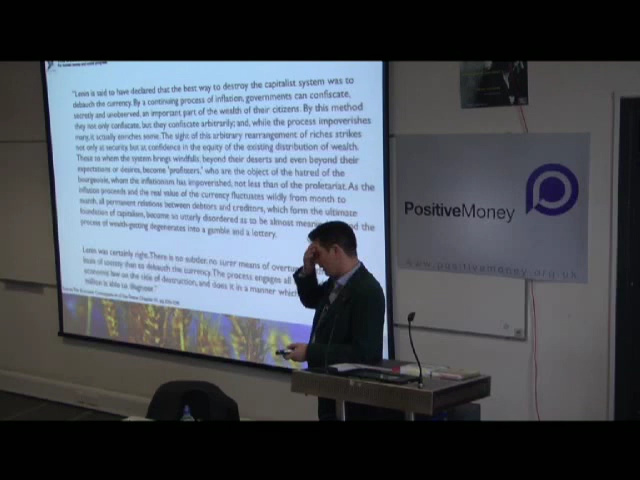 "Lenin is said to have declared that the best way to destroy the capitalist system was to
debauch the currency. By a continuing process of inflation, governments can confiscate,
secretly and unobserved, an important part of the wealth of their citizens. By this method
they not only confiscate, but they confiscate arbitrarily; and, while the process impoverishes
many, it actually enriches some. The sight of this arbitrary rearrangement of riches strikes
not only at security, but at confidence in the equity of the existing distribution of wealth.
Those to whom the system brings windfalls, beyond their deserts and even beyond their
expectations or desires, become 'profiteers', who are the object of the hatred of the
bourgeoisie, whom the inflationism has impoverished, not less than of the proletariat. As the
inflation proceeds and the real value of the currency fluctuates wildly from month to
month, all permanent relations between debtors and creditors, which form the ultimate
foundation of capitalism, become so utterly disordered as to be almost meaning and the
process of wealth-getting degenerates into a gamble and a lottery.
Lenin was certainly right. There is no subtler, no surer means of overtu
basis of society than to debauch the currency. The process engages all
economic law on the side of destruction, and does it in a manner which
million is able to diagnose."
PositiveMoney
www.positivemoney.org.uk